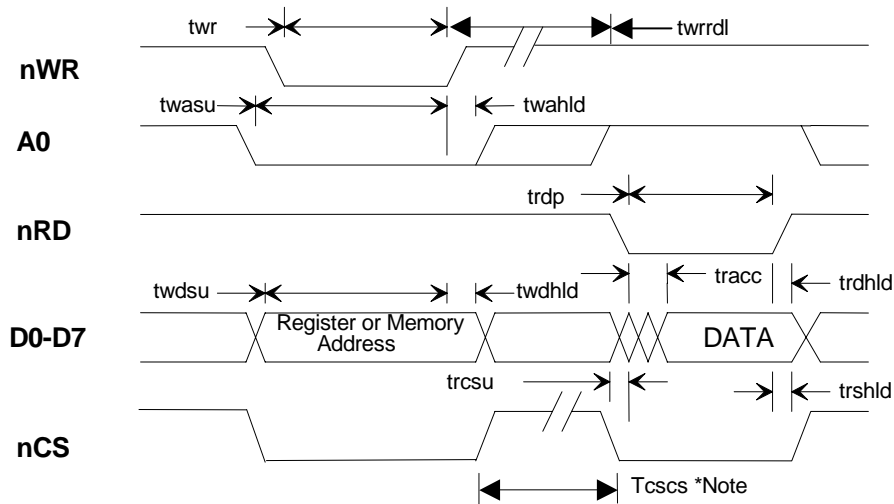 twr
twrrdl
nWR
twasu
twahld
A0
trdp
nRD
tracc
trdhld
twdsu
twdhld
D0-D7
Register or Memory
Address
DATA
trcsu
trshld
nCS
Tcscs *Note